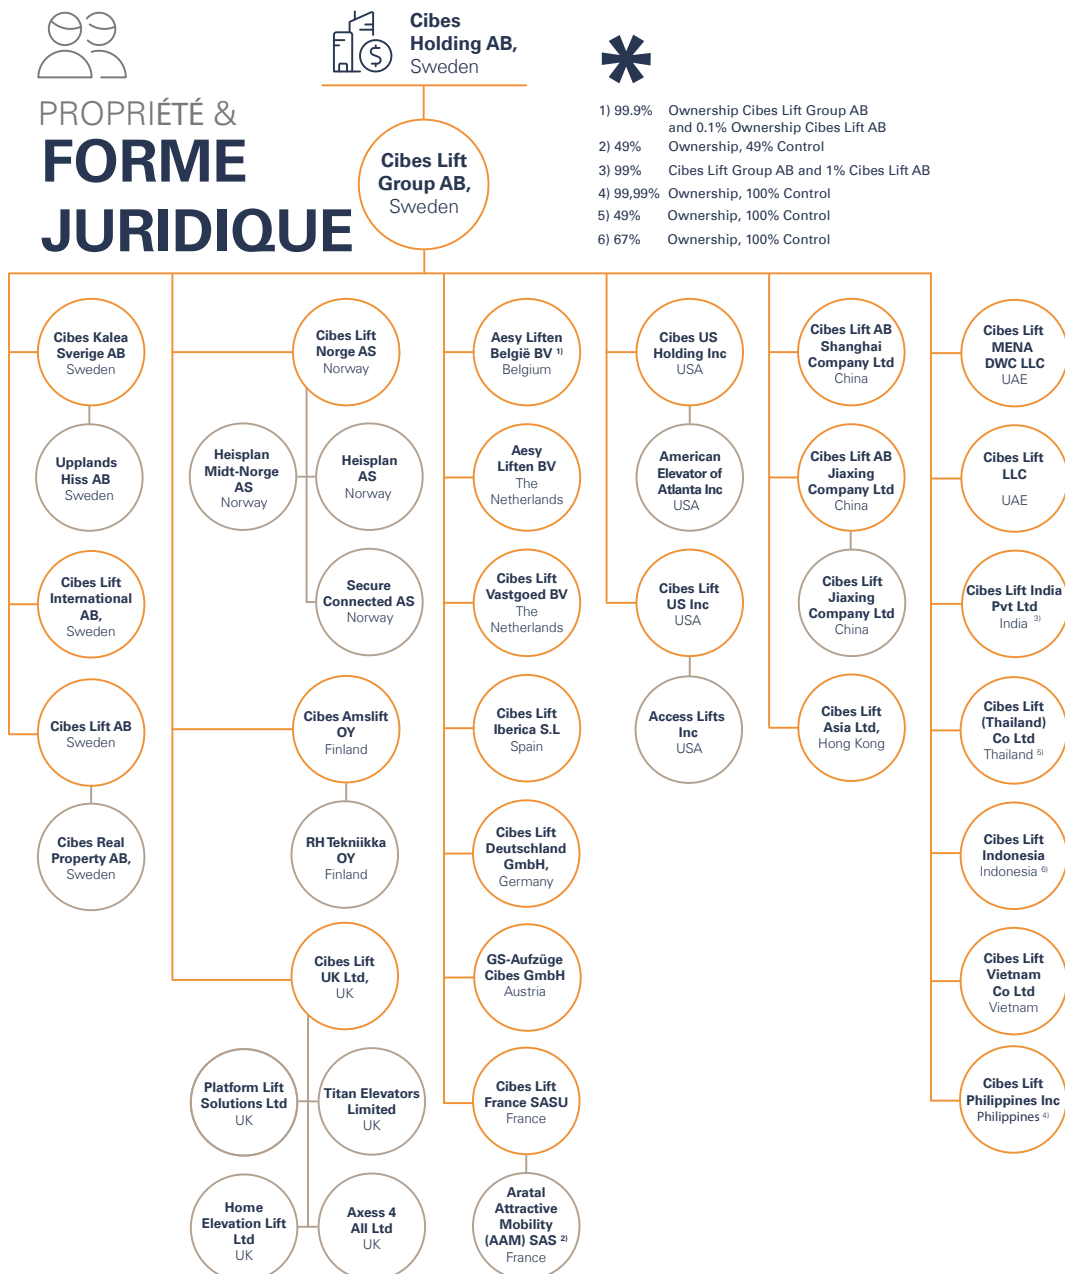 PROPRIÉTÉ &
FORME
JURIDIQUE
Cibes
Holding AB,
Sweden
$
Cibes Lift
Group AB,
Sweden
*
1) 99.9% Ownership Cibes Lift Group AB
and 0.1% Ownership Cibes Lift AB
2) 49% Ownership, 49% Control
3) 99% Cibes Lift Group AB and 1% Cibes Lift AB
4) 99,99% Ownership, 100% Control
5) 49% Ownership, 100% Control
6) 67% Ownership, 100% Control
Cibes Kalea
Sverige AB
Sweden
Upplands
Hiss AB
Sweden
Cibes Lift
International
AB,
Sweden
Cibes Lift AB
Sweden
Cibes Real
Property AB,
Sweden
Cibes Lift
Norge AS
Norway
Heisplan
Midt-Norge
AS
Norway
Heisplan
AS
Norway
Secure
Connected AS
Norway
Cibes Amslift
OY
Finland
RH Tekniikka
OY
Finland
Cibes Lift
UK Ltd,
UK
Platform Lift
Solutions Ltd
UK
Titan Elevators
Limited
UK
Home
Elevation Lift
Ltd
UK
Axess 4
All Ltd
UK
Aesy Liften
België BV 1)
Belgium
Aesy
Liften BV
The
Netherlands
Cibes Lift
Vastgoed BV
The
Netherlands
Cibes Lift
Iberica S.L
Spain
Cibes Lift
Deutschland
GmbH,
Germany
GS-Aufzüge
Cibes GmbH
Austria
Cibes Lift
France SASU
France
Aratal
Attractive
Mobility
(AAM) SAS 2)
France
Cibes US
Holding Inc
USA
American
Elevator of
Atlanta Inc
USA
Cibes Lift
US Inc
USA
Access Lifts
Inc
USA
Cibes Lift AB
Shanghai
Company Ltd
China
Cibes Lift AB
Jiaxing
Company Ltd
China
Cibes Lift
Jiaxing
Company Ltd
China
Cibes Lift
Asia Ltd,
Hong Kong
Cibes Lift
MENA
DWC LLC
UAE
Cibes Lift
LLC
UAE
Cibes Lift India
Pvt Ltd
India 3)
Cibes Lift
(Thailand)
Co Ltd
Thailand 5)
Cibes Lift
Indonesia
Indonesia 6)
Cibes Lift
Vietnam
Co Ltd
Vietnam
Cibes Lift
Philippines Inc
Philippines 4)